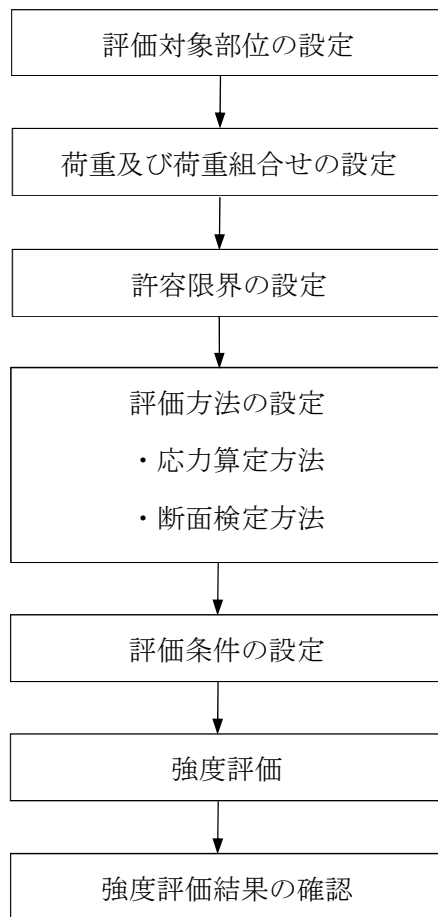 評価対象部位の設定
荷重及び荷重組合せの設定
許容限界の設定
評価方法の設定
・応力算定方法
・断面検定方法
評価条件の設定
強度評価
強度評価結果の確認